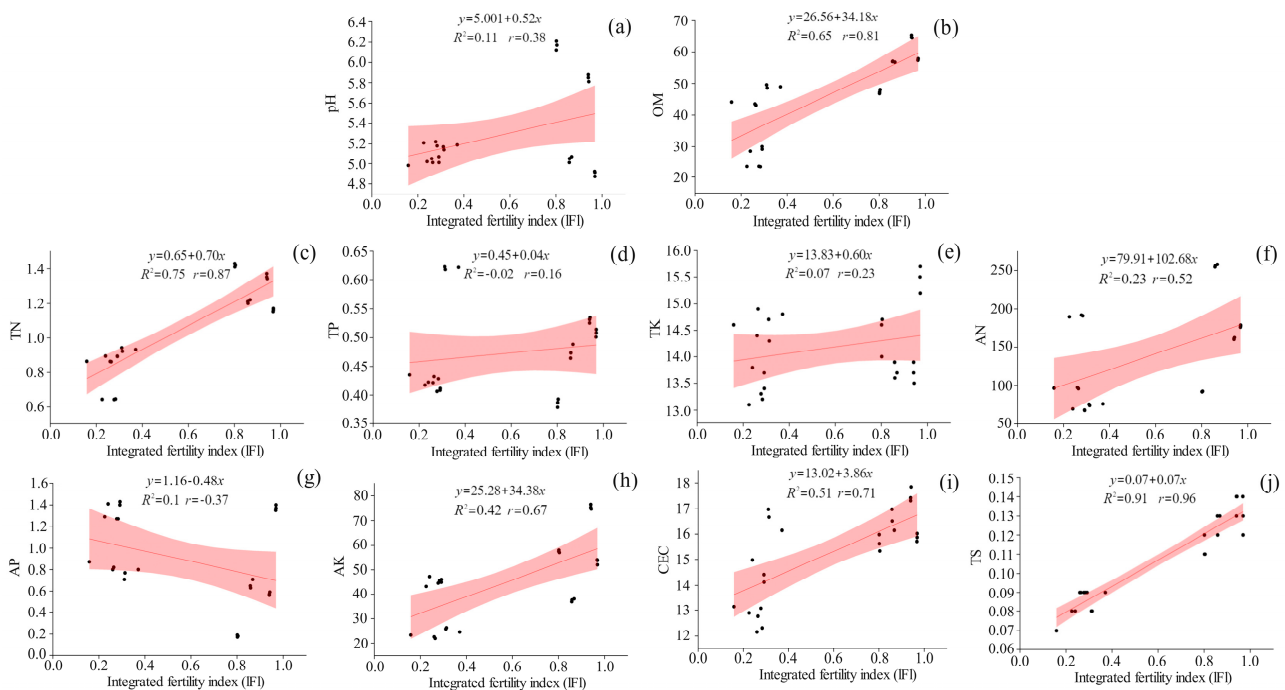 y=5.001+0.52x
R²=0.11 r=0.38
(a)
pH
6.4
6.2
6.0
5.8
5.6
5.4
5.2
5.0
4.8
0.0 0.2 0.4 0.6 0.8 1.0
Integrated fertility index (IFI)
y=26.56+34.18x
R²=0.65 r=0.81
(b)
OM
70
60
50
40
30
20
0.0 0.2 0.4 0.6 0.8 1.0
Integrated fertility index (IFI)
y=0.65+0.70x
R²=0.75 r=0.87
(c)
TN
1.4
1.2
1.0
0.8
0.6
0.0 0.2 0.4 0.6 0.8 1.0
Integrated fertility index (IFI)
y=0.45+0.04x
R²=-0.02 r=0.16
(d)
TP
0.65
0.60
0.55
0.50
0.45
0.40
0.35
0.0 0.2 0.4 0.6 0.8 1.0
Integrated fertility index (IFI)
y=13.83+0.60x
R²=0.07 r=0.23
(e)
TK
16.0
15.5
15.0
14.5
14.0
13.5
13.0
0.0 0.2 0.4 0.6 0.8 1.0
Integrated fertility index (IFI)
y=79.91+102.68x
R²=0.23 r=0.52
(f)
AN
250
200
150
100
50
0.0 0.2 0.4 0.6 0.8 1.0
Integrated fertility index (IFI)
y=1.16-0.48x
R²=0.1 r=-0.37
(g)
AP
1.6
1.4
1.2
1.0
0.8
0.6
0.4
0.2
0.0
0.0 0.2 0.4 0.6 0.8 1.0
Integrated fertility index (IFI)
y=25.28+34.38x
R²=0.42 r=0.67
(h)
AK
80
70
60
50
40
30
20
0.0 0.2 0.4 0.6 0.8 1.0
Integrated fertility index (IFI)
y=13.02+3.86x
R²=0.51 r=0.71
(i)
CEC
18
17
16
15
14
13
12
0.0 0.2 0.4 0.6 0.8 1.0
Integrated fertility index (IFI)
y=0.07+0.07x
R²=0.91 r=0.96
(j)
TS
0.15
0.14
0.13
0.12
0.11
0.10
0.09
0.08
0.07
0.06
0.0 0.2 0.4 0.6 0.8 1.0
Integrated fertility index (IFI)